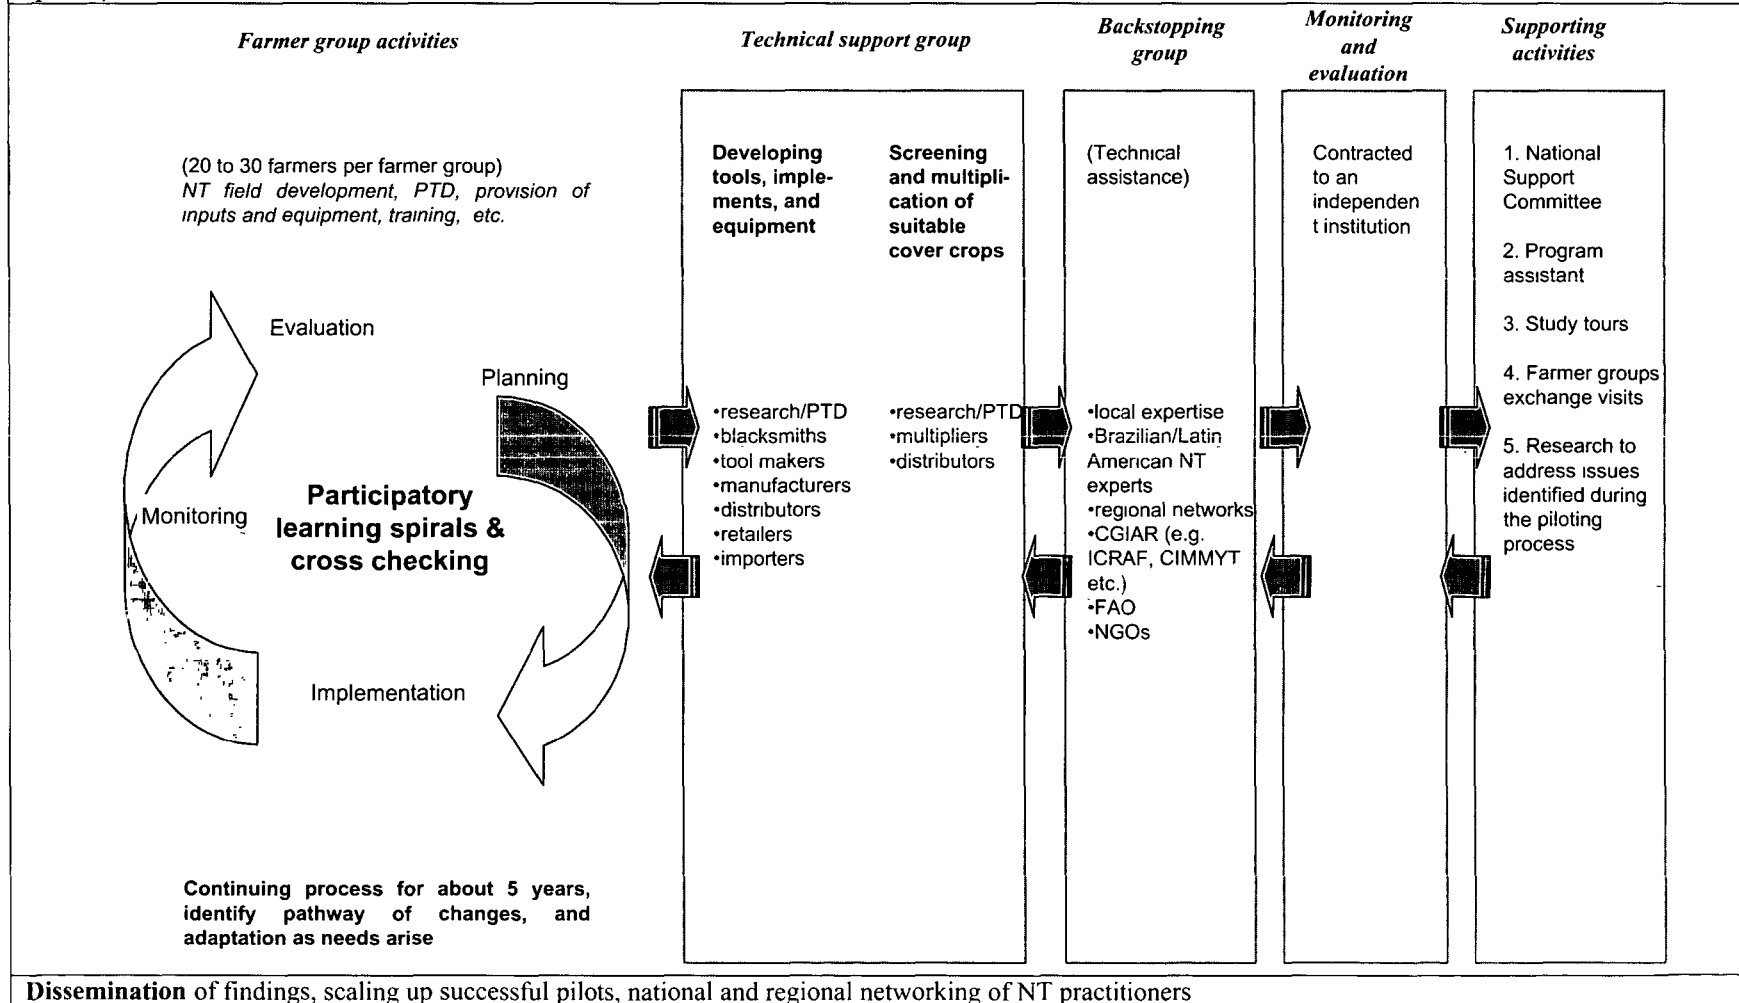 Farmer group activities
Technical support group
Backstopping
group
Monitoring
and
evaluation
Supporting
activities
(20 to 30 farmers per farmer group)
NT field development, PTD, provision of
inputs and equipment, training, etc.
Evaluation
Planning
Monitoring
Participatory
learning spirals &
cross checking
Implementation
Continuing process for about 5 years,
identify pathway of changes, and
adaptation as needs arise
Developing
tools, imple-
ments, and
equipment
•research/PTD
•blacksmiths
•tool makers
•manufacturers
•distributors
•retailers
•importers
Screening
and multipli-
cation of
suitable
cover crops
•research/PTD
•multipliers
•distributors
(Technical
assistance)
•local expertise
•Brazilian/Latin
American NT
experts
•regional networks
•CGIAR (e.g.
ICRAF, CIMMYT
etc.)
•FAO
•NGOs
Contracted
to an
independen
t institution
1. National
Support
Committee
2. Program
assistant
3. Study tours
4. Farmer groups
exchange visits
5. Research to
address issues
identified during
the piloting
process
Dissemination of findings, scaling up successful pilots, national and regional networking of NT practitioners